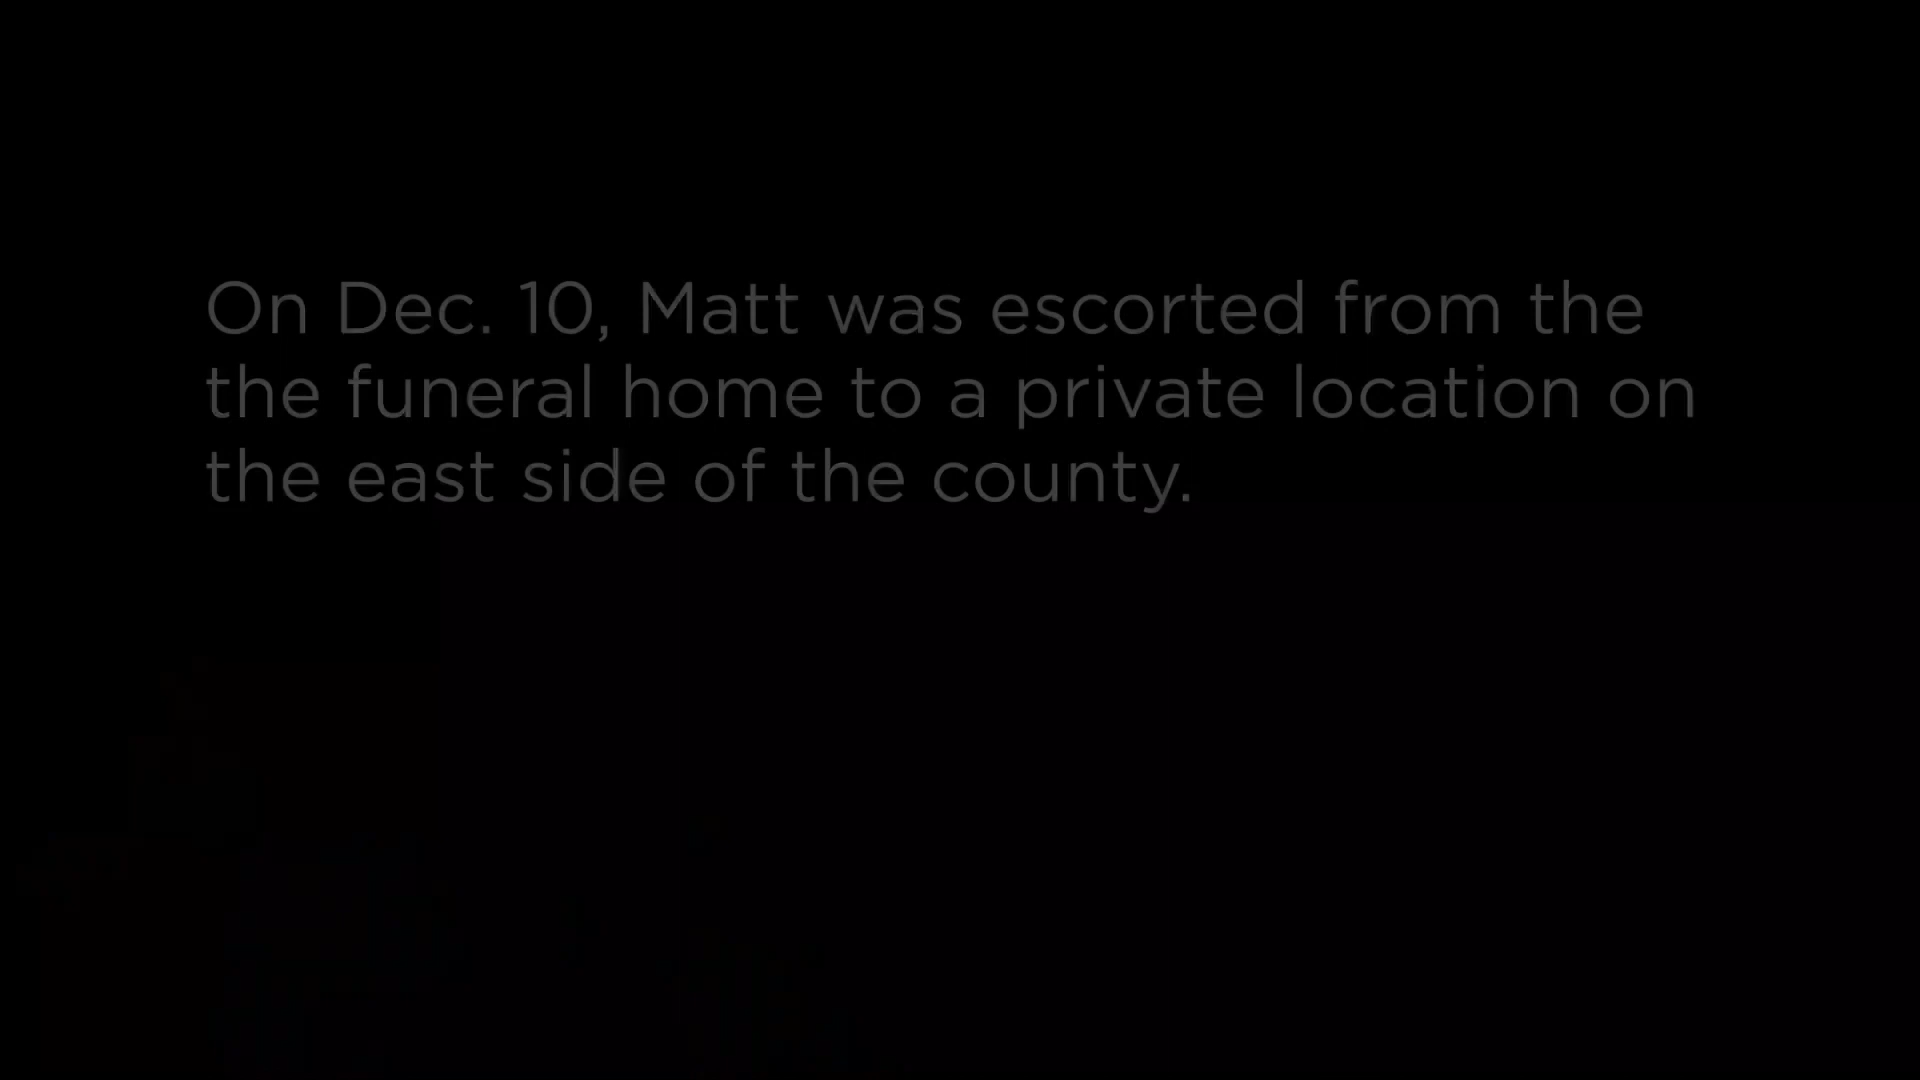 On Dec. 10, Matt was escorted from the
the funeral home to a private location on
the east side of the county.